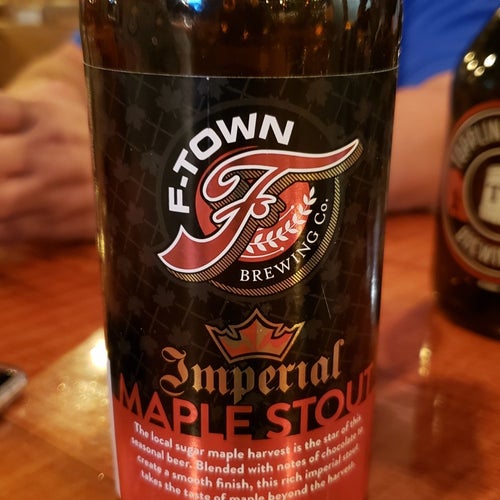 F-TOWN
F
BREWING Co.
Imperial
MAPLE STOUT
The local sugar maple harvest is the star of this
seasonal beer. Blended with notes of chocolate to
create a smooth finish, this rich imperial stout
takes the taste of maple beyond the harvest.